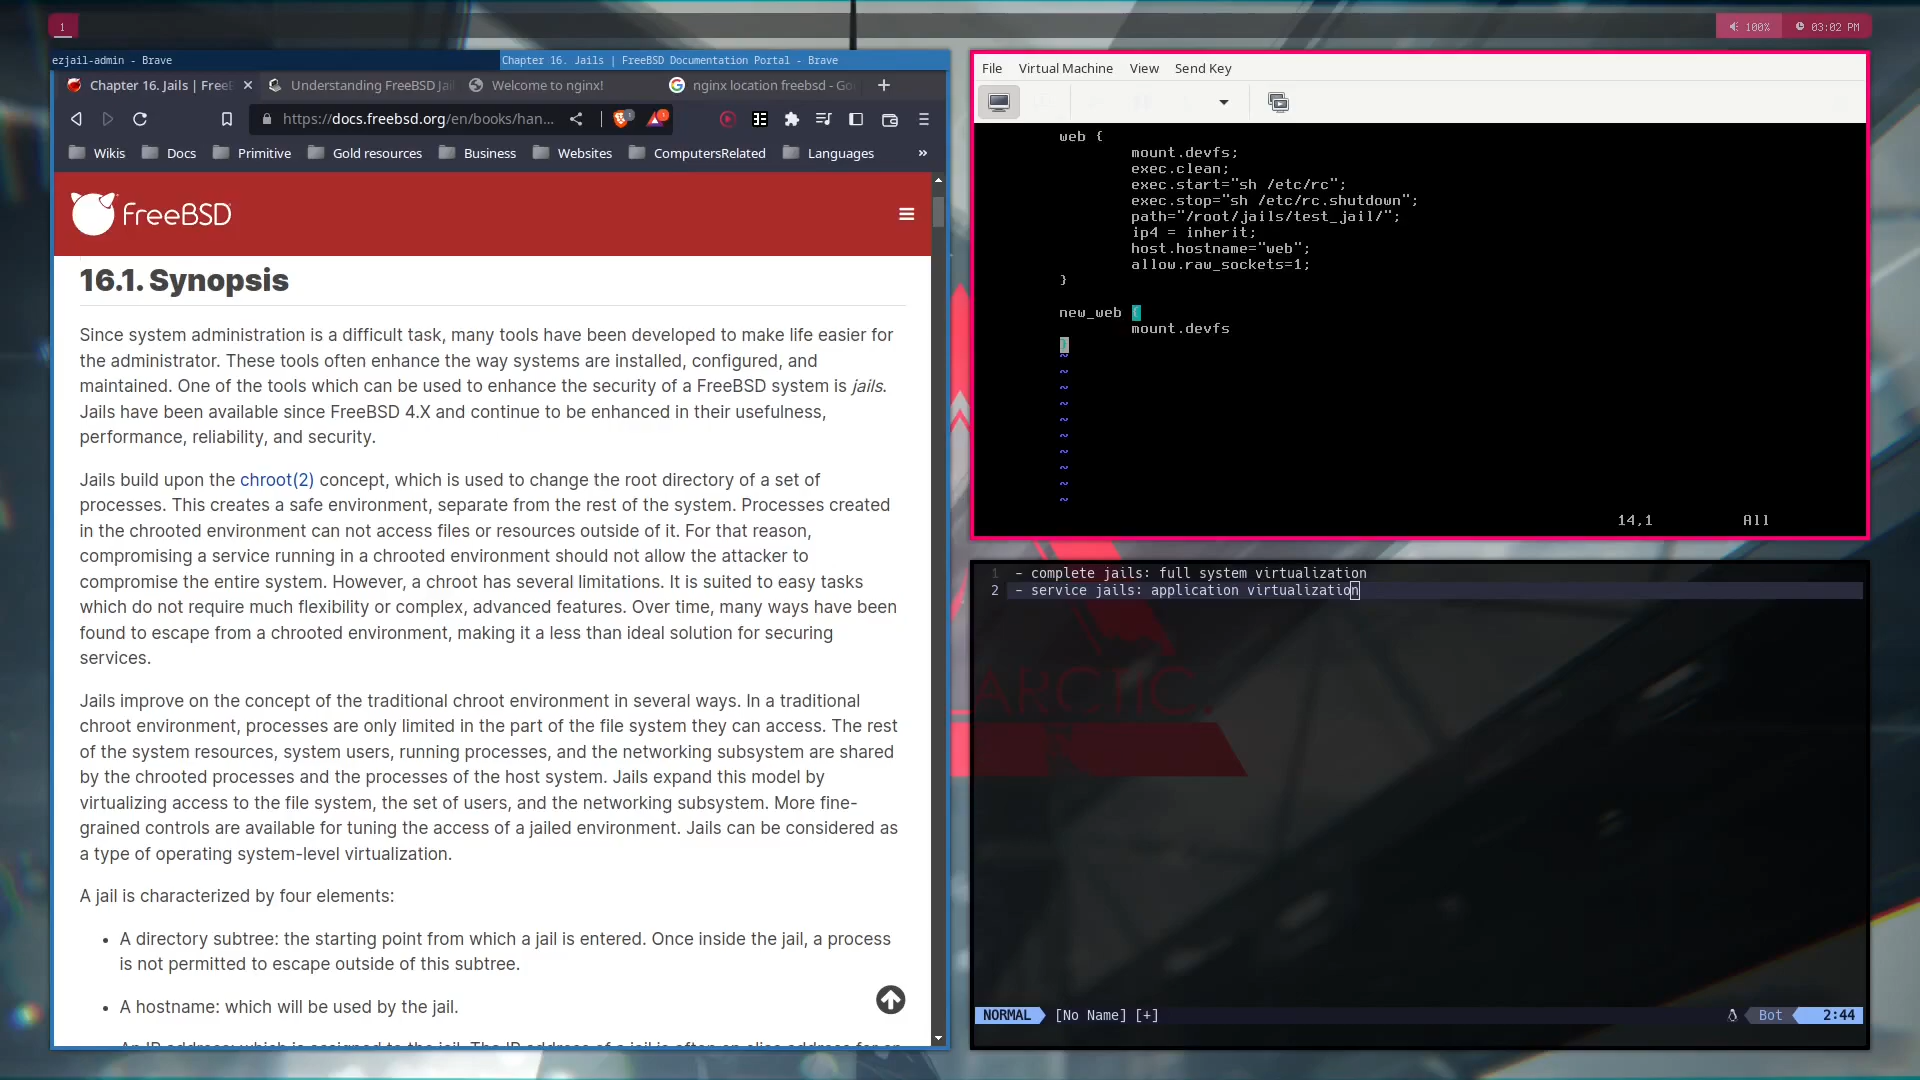 1
100%
03:02 PM
ezjail-admin - Brave
Chapter 16. Jails | FreeBSD Documentation Portal - Brave
Chapter 16. Jails | Free
Understanding FreeBSD Jail
Welcome to nginx!
nginx location freebsd - Go
https://docs.freebsd.org/en/books/han...
1
1
Wikis
Docs
Primitive
Gold resources
Business
Websites
ComputersRelated
Languages
»
FreeBSD
16.1. Synopsis
Since system administration is a difficult task, many tools have been developed to make life easier for
the administrator. These tools often enhance the way systems are installed, configured, and
maintained. One of the tools which can be used to enhance the security of a FreeBSD system is jails.
Jails have been available since FreeBSD 4.X and continue to be enhanced in their usefulness,
performance, reliability, and security.
Jails build upon the chroot(2) concept, which is used to change the root directory of a set of
processes. This creates a safe environment, separate from the rest of the system. Processes created
in the chrooted environment can not access files or resources outside of it. For that reason,
compromising a service running in a chrooted environment should not allow the attacker to
compromise the entire system. However, a chroot has several limitations. It is suited to easy tasks
which do not require much flexibility or complex, advanced features. Over time, many ways have been
found to escape from a chrooted environment, making it a less than ideal solution for securing
services.
Jails improve on the concept of the traditional chroot environment in several ways. In a traditional
chroot environment, processes are only limited in the part of the file system they can access. The rest
of the system resources, system users, running processes, and the networking subsystem are shared
by the chrooted processes and the processes of the host system. Jails expand this model by
virtualizing access to the file system, the set of users, and the networking subsystem. More fine-
grained controls are available for tuning the access of a jailed environment. Jails can be considered as
a type of operating system-level virtualization.
A jail is characterized by four elements:
• A directory subtree: the starting point from which a jail is entered. Once inside the jail, a process
is not permitted to escape outside of this subtree.
• A hostname: which will be used by the jail.
File
Virtual Machine
View
Send Key
web {
mount.devfs;
exec.clean;
exec.start="sh /etc/rc";
exec.stop="sh /etc/rc.shutdown";
path="/root/jails/test_jail/";
ip4 = inherit;
host.hostname="web";
allow.raw_sockets=1;
}
new_web {
mount.devfs
}
~
~
~
~
~
~
~
~
~
~
14,1
All
1 - complete jails: full system virtualization
2 - service jails: application virtualization
ARCTIC.
NORMAL
[No Name] [+]
Bot
2:44